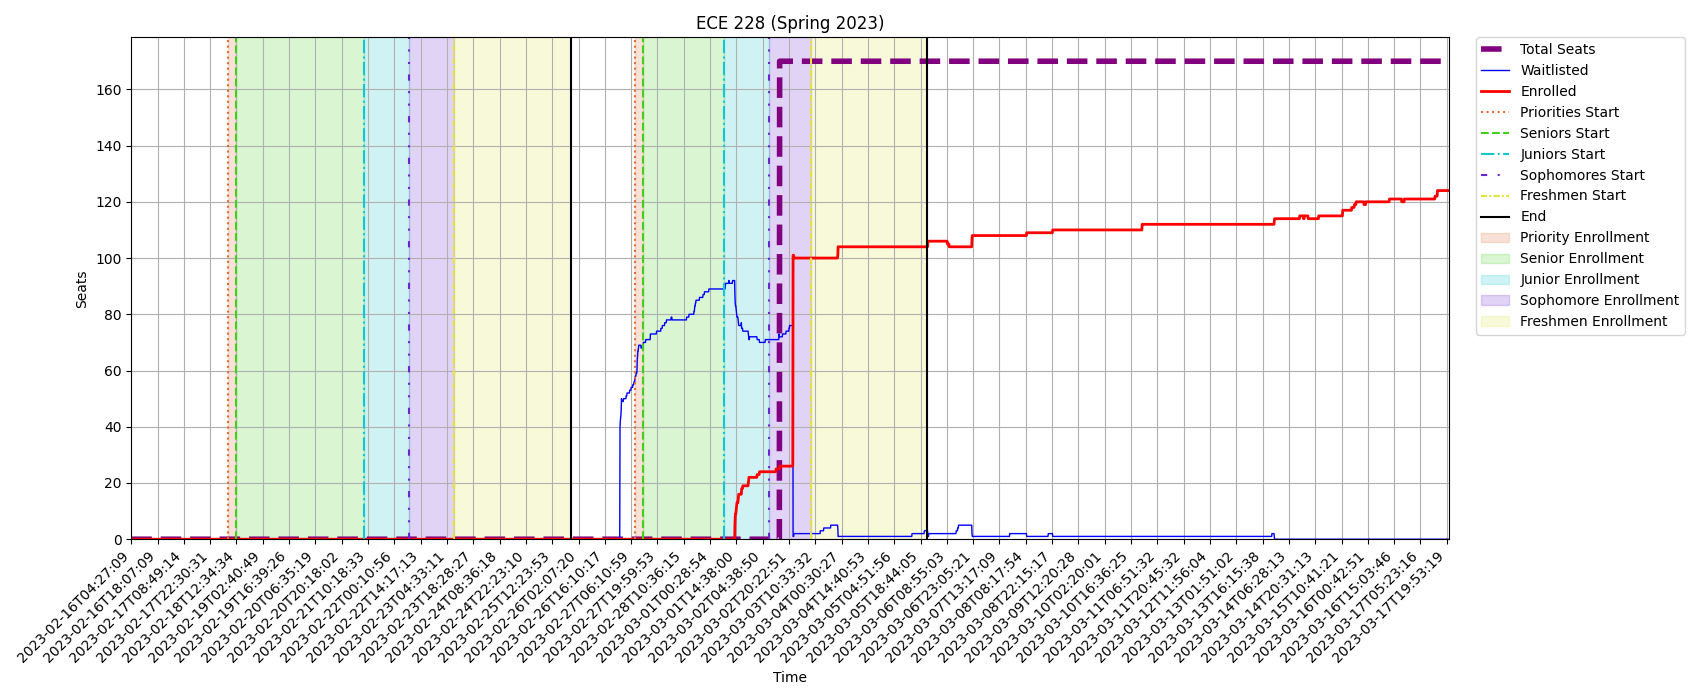 ECE 228 (Spring 2023)
Seats
160
140
120
100
80
60
40
20
0
2023-02-16T04:27:09
2023-02-16T18:07:09
2023-02-17T08:49:14
2023-02-17T22:30:31
2023-02-18T12:34:34
2023-02-19T02:40:49
2023-02-19T16:39:26
2023-02-20T06:35:19
2023-02-20T20:18:02
2023-02-21T10:18:33
2023-02-22T00:10:56
2023-02-22T14:17:13
2023-02-23T04:33:11
2023-02-23T18:28:27
2023-02-24T08:36:18
2023-02-24T22:23:10
2023-02-25T12:23:53
2023-02-26T02:07:20
2023-02-26T16:10:17
2023-02-27T06:10:59
2023-02-27T19:59:53
2023-02-28T10:36:15
2023-03-01T00:28:54
2023-03-01T14:38:00
2023-03-02T04:38:50
2023-03-02T20:22:51
2023-03-03T10:33:32
2023-03-04T00:30:27
2023-03-04T14:40:53
2023-03-05T04:51:56
2023-03-05T18:44:05
2023-03-06T08:55:03
2023-03-06T23:05:21
2023-03-07T13:17:09
2023-03-08T08:17:54
2023-03-08T22:15:17
2023-03-09T12:20:28
2023-03-10T02:20:01
2023-03-10T16:36:25
2023-03-11T06:51:32
2023-03-11T20:45:32
2023-03-12T11:56:04
2023-03-13T01:51:02
2023-03-13T16:15:38
2023-03-14T06:28:13
2023-03-14T20:31:13
2023-03-15T10:41:21
2023-03-16T00:42:51
2023-03-16T15:03:46
2023-03-17T05:23:16
2023-03-17T19:53:19
Time
Total Seats
Waitlisted
Enrolled
Priorities Start
Seniors Start
Juniors Start
Sophomores Start
Freshmen Start
End
Priority Enrollment
Senior Enrollment
Junior Enrollment
Sophomore Enrollment
Freshmen Enrollment